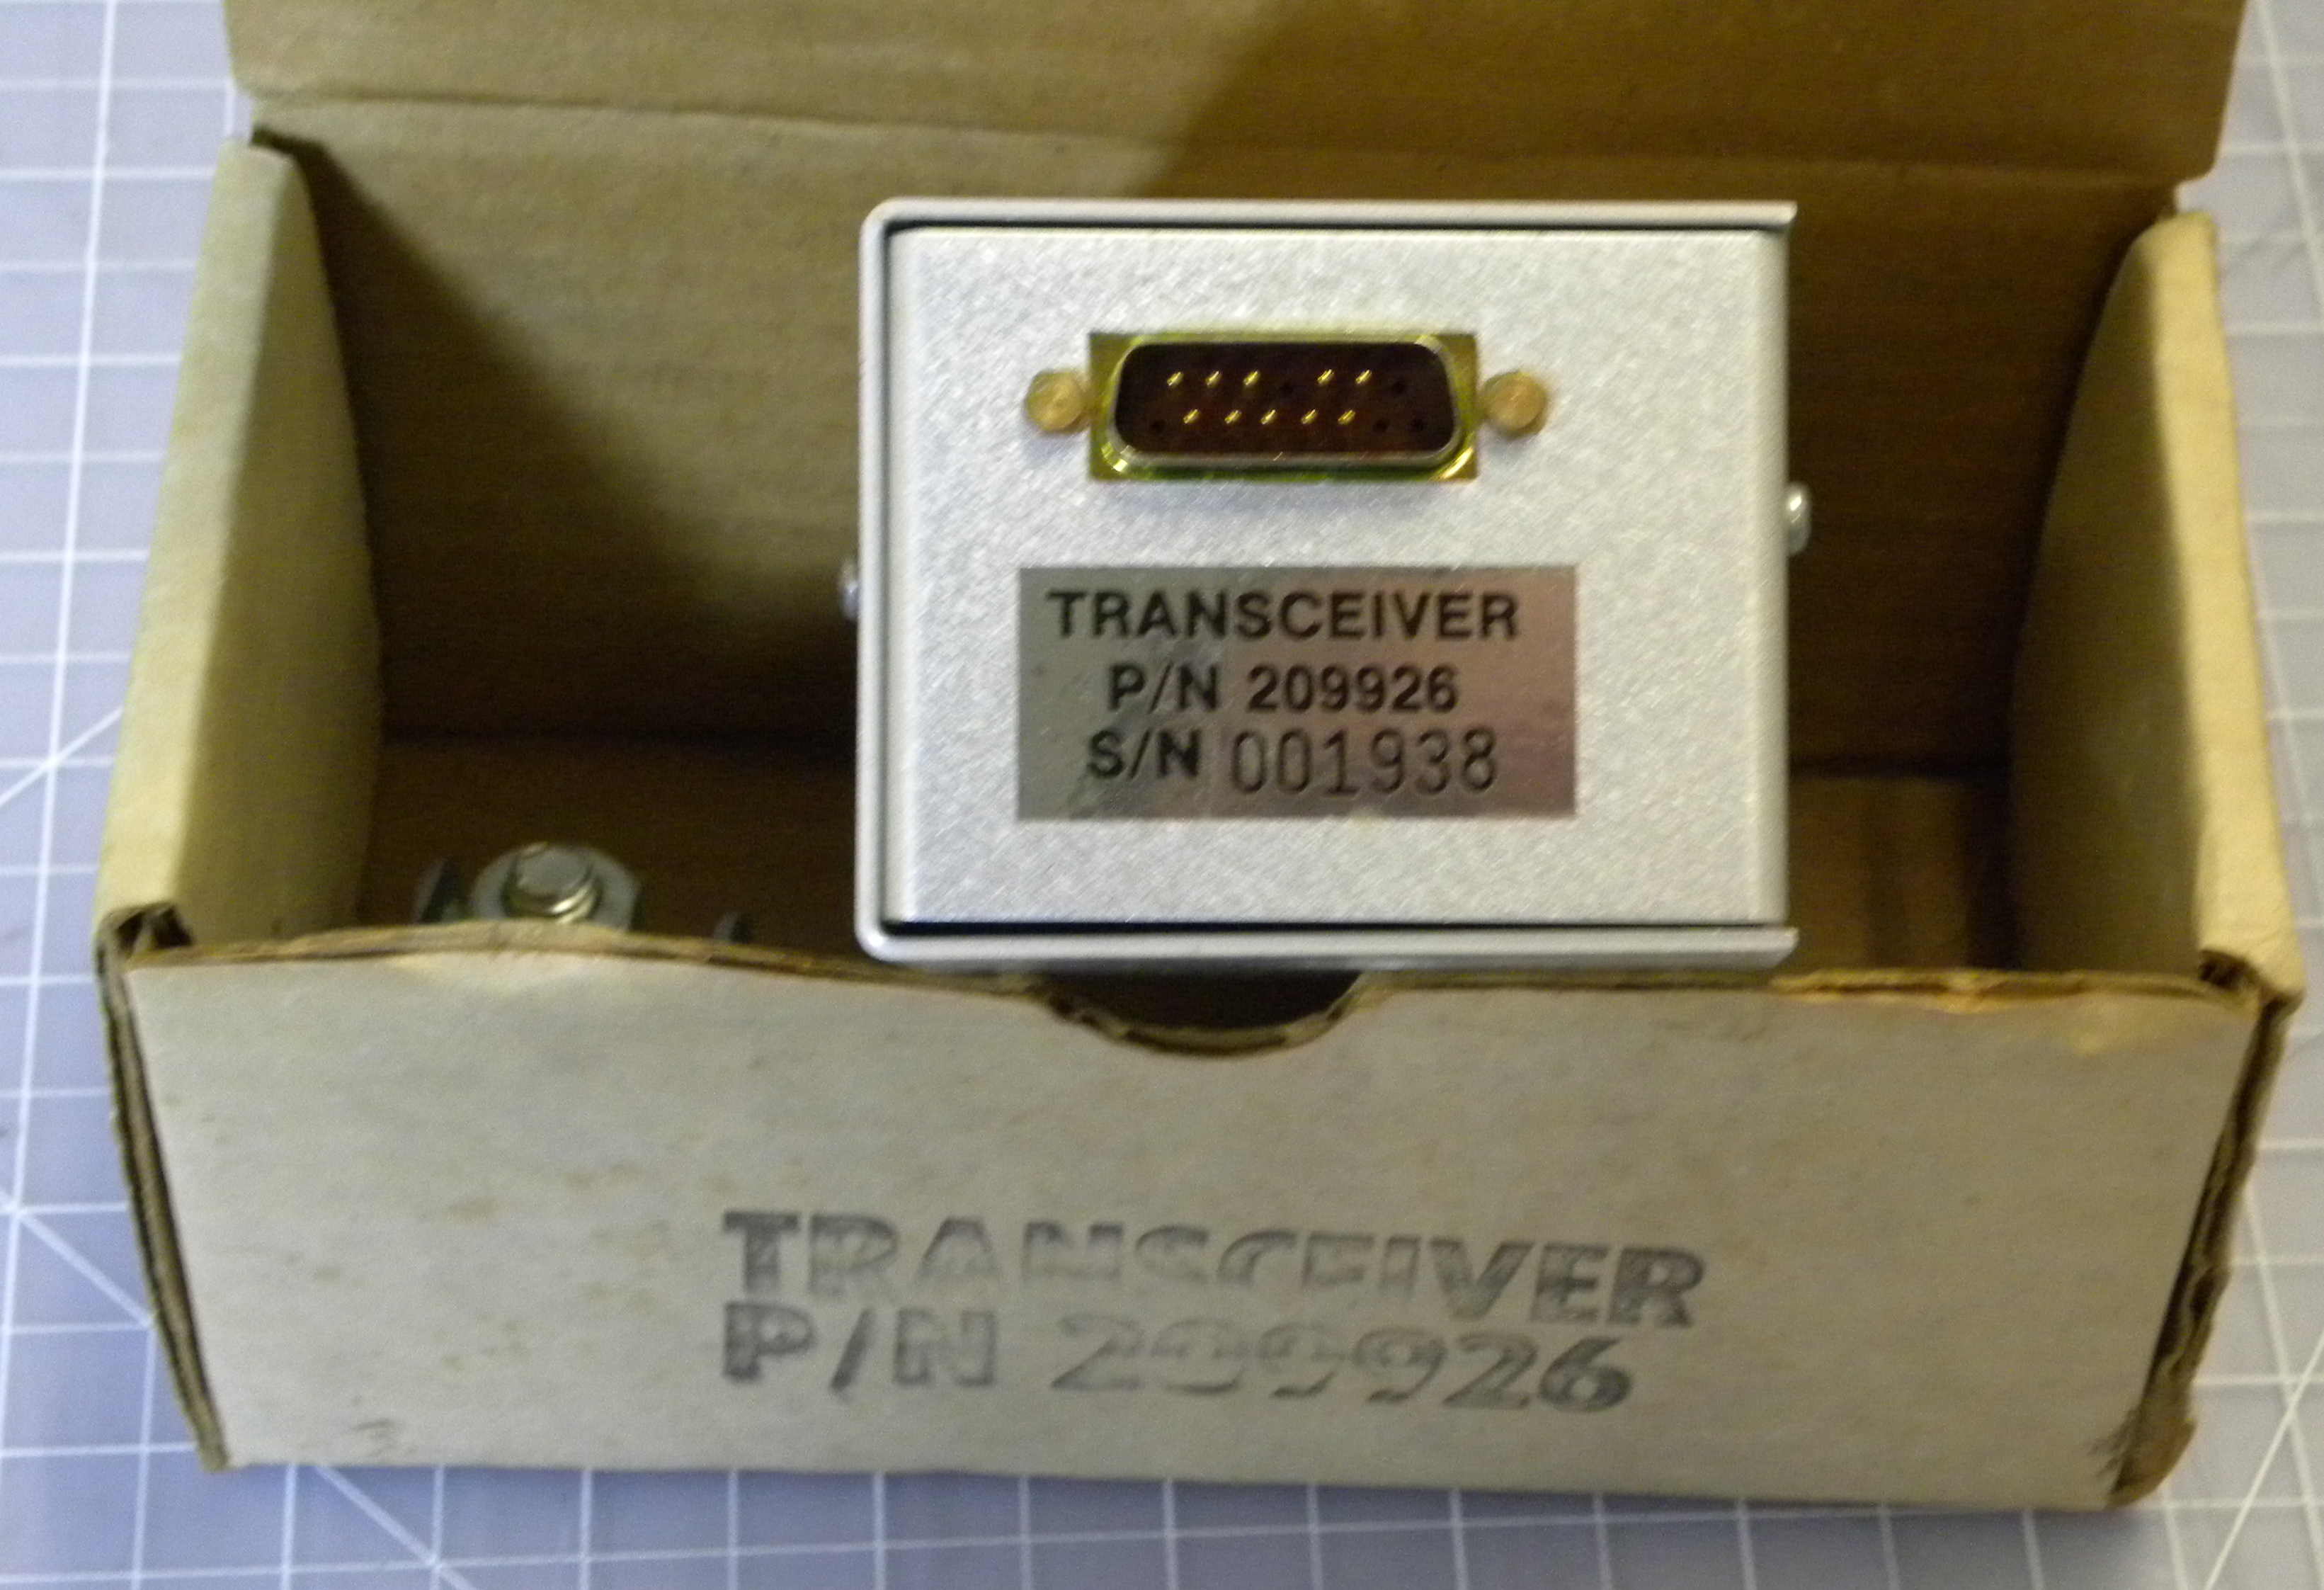 TRANSCEIVER
P/N 209926
S/N 001938
TRANSCEIVER
P/N 209926